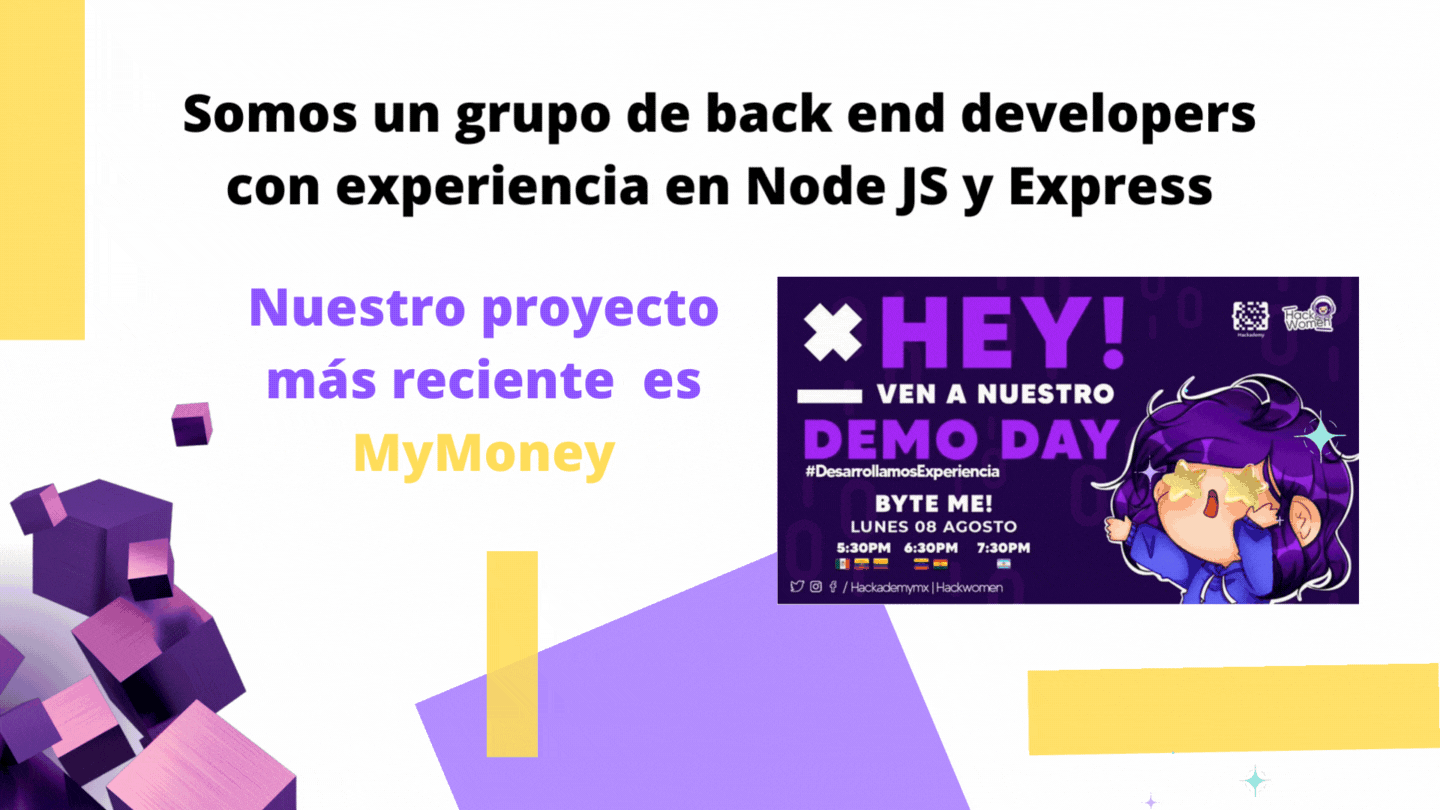 Somos un grupo de back end developers
con experiencia en Node JS y Express
Nuestro proyecto
más reciente es
MyMoney
HEY!
VEN A NUESTRO
DEMO DAY
#DesarrollamosExperiencia
BYTE ME!
LUNES 08 AGOSTO
5:30PM 6:30PM 7:30PM
/ Hackademymx | Hackwomen
Hackademy
Hack
Women